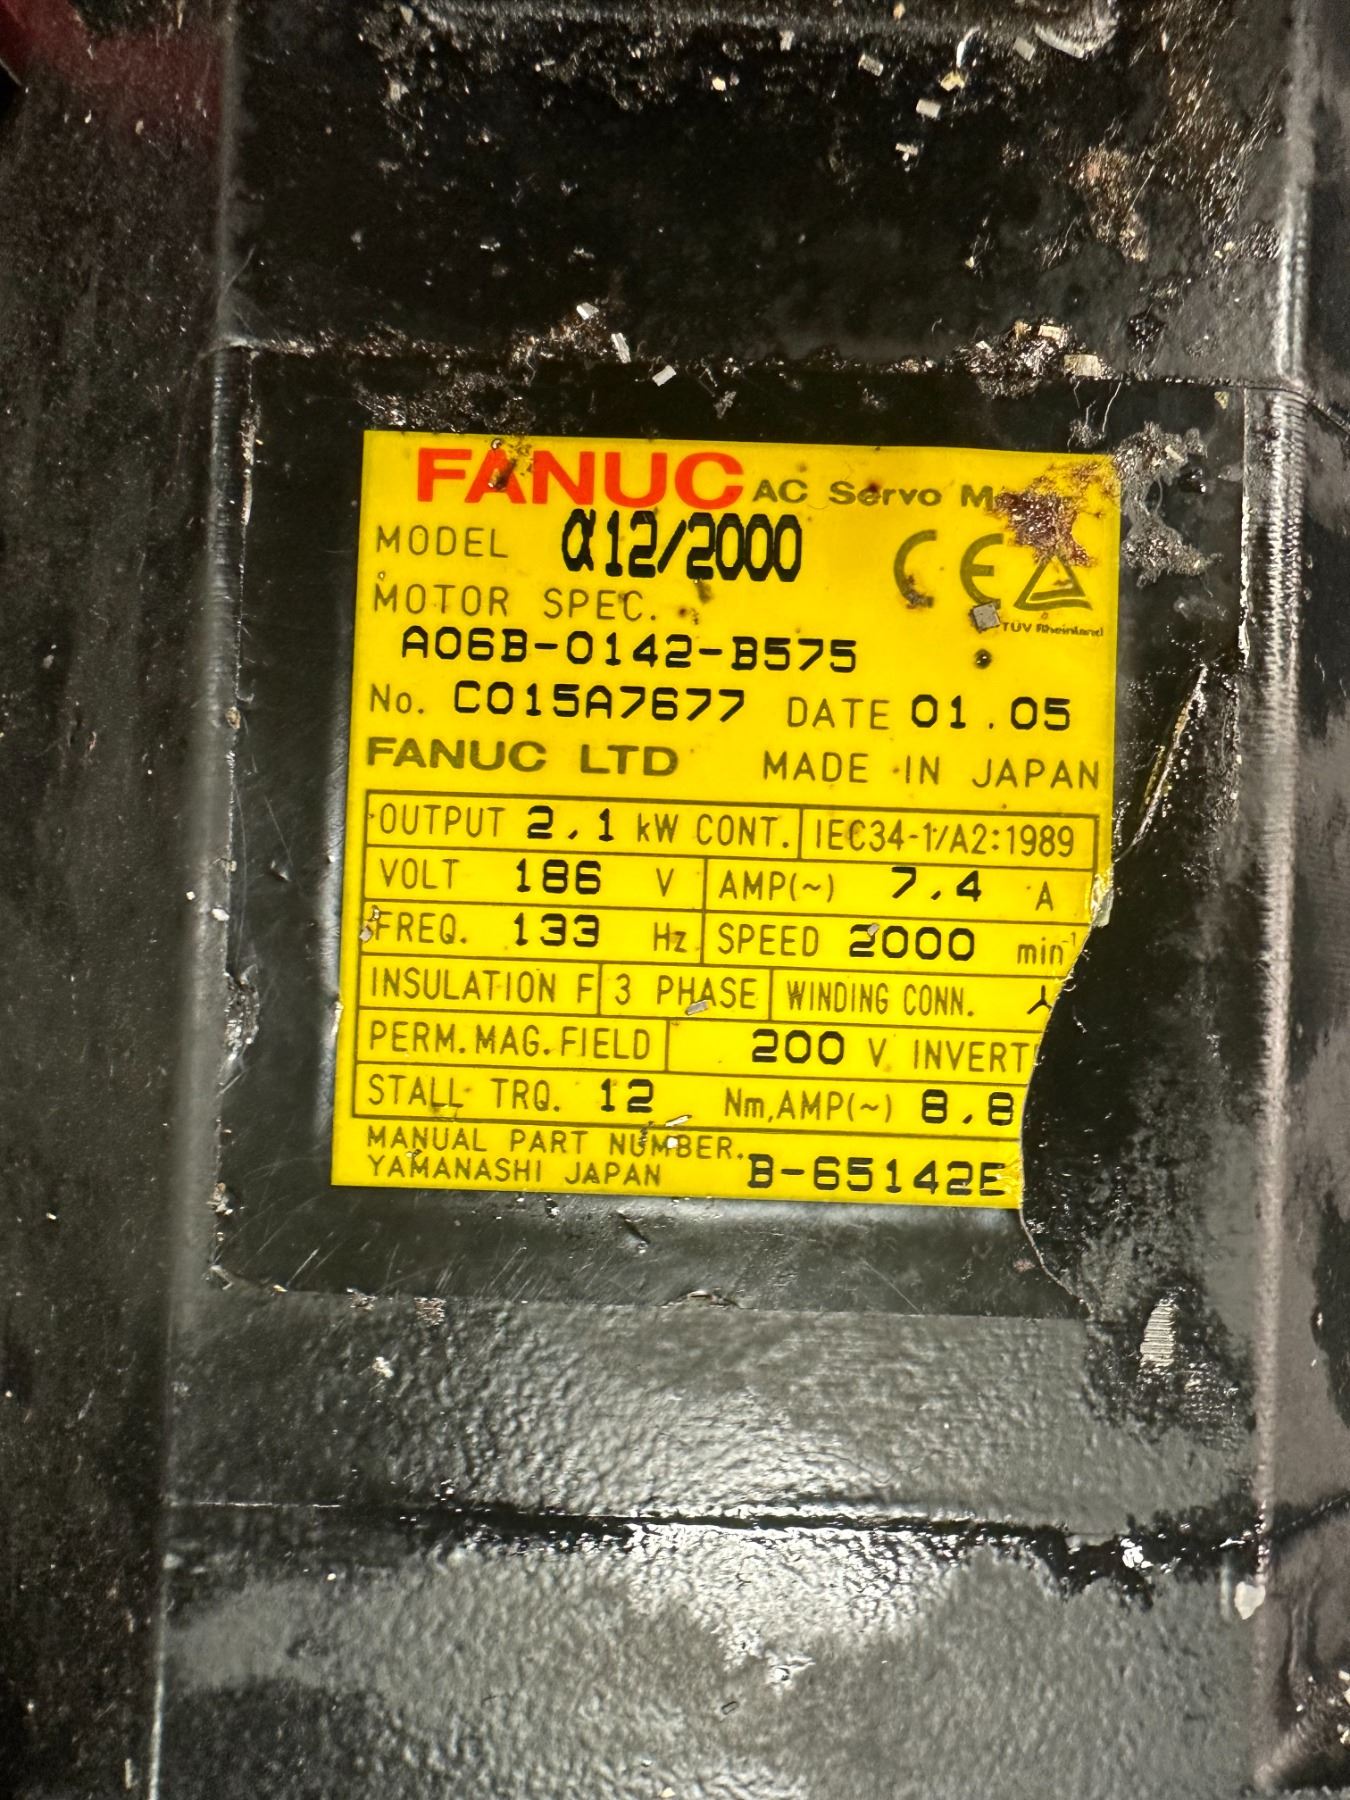 FANUC AC Servo
MODEL α12/2000
MOTOR SPEC.
A06B-0142-B575
TÜV Rheinland
No. C015A7677 DATE 01.05
FANUC LTD MADE IN JAPAN
OUTPUT 2.1 kW CONT. IEC34-1/A2:1989
VOLT 186 V AMP(~) 7.4 A
FREQ. 133 Hz SPEED 2000 min-1
INSULATION F 3 PHASE WINDING CONN.
PERM.MAG.FIELD 200 V INVERT
STALL TRQ. 12 Nm,AMP(~) 8.8
MANUAL PART NUMBER.
YAMANASHI JAPAN B-65142E